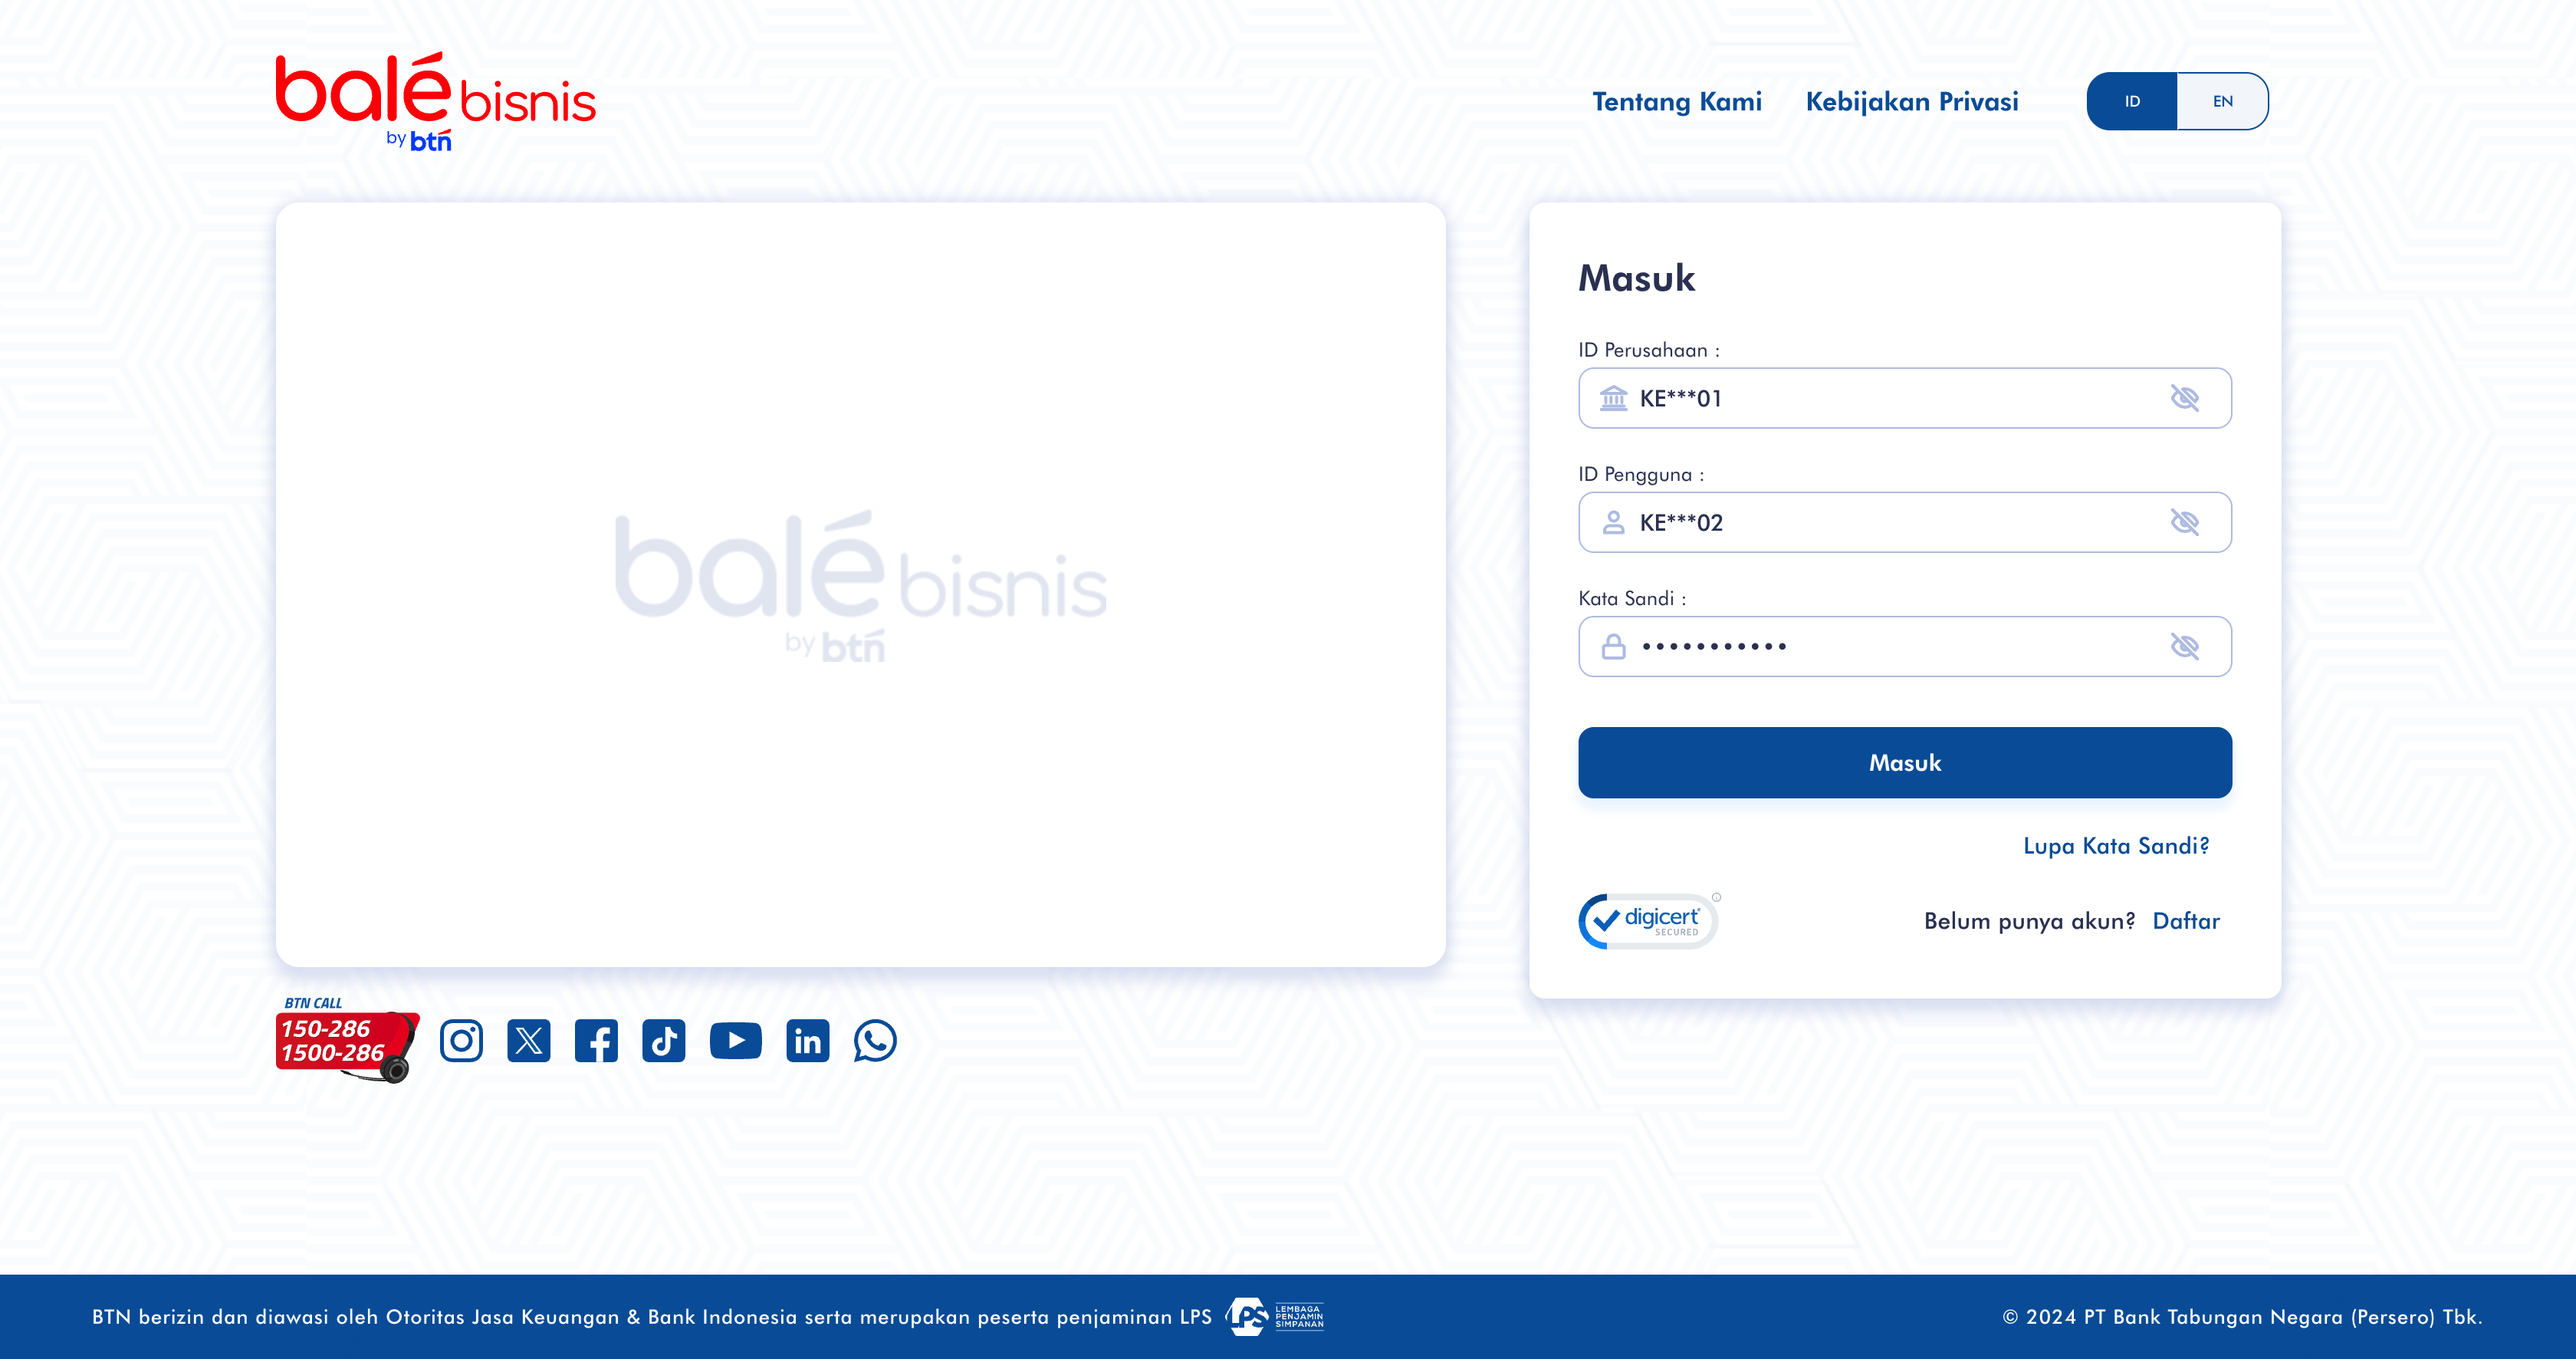 balé bisnis
by btn
Tentang Kami
Kebijakan Privasi
ID
EN
balé bisnis
by btn
Masuk
ID Perusahaan :
KE***01
ID Pengguna :
KE***02
Kata Sandi :
•••••••••••
Masuk
Lupa Kata Sandi?
digicert
SECURED
Belum punya akun? Daftar
BTN CALL
150-286
1500-286
BTN berizin dan diawasi oleh Otoritas Jasa Keuangan & Bank Indonesia serta merupakan peserta penjaminan LPS
LPS
LEMBAGA
PENJAMIN
SIMPANAN
© 2024 PT Bank Tabungan Negara (Persero) Tbk.